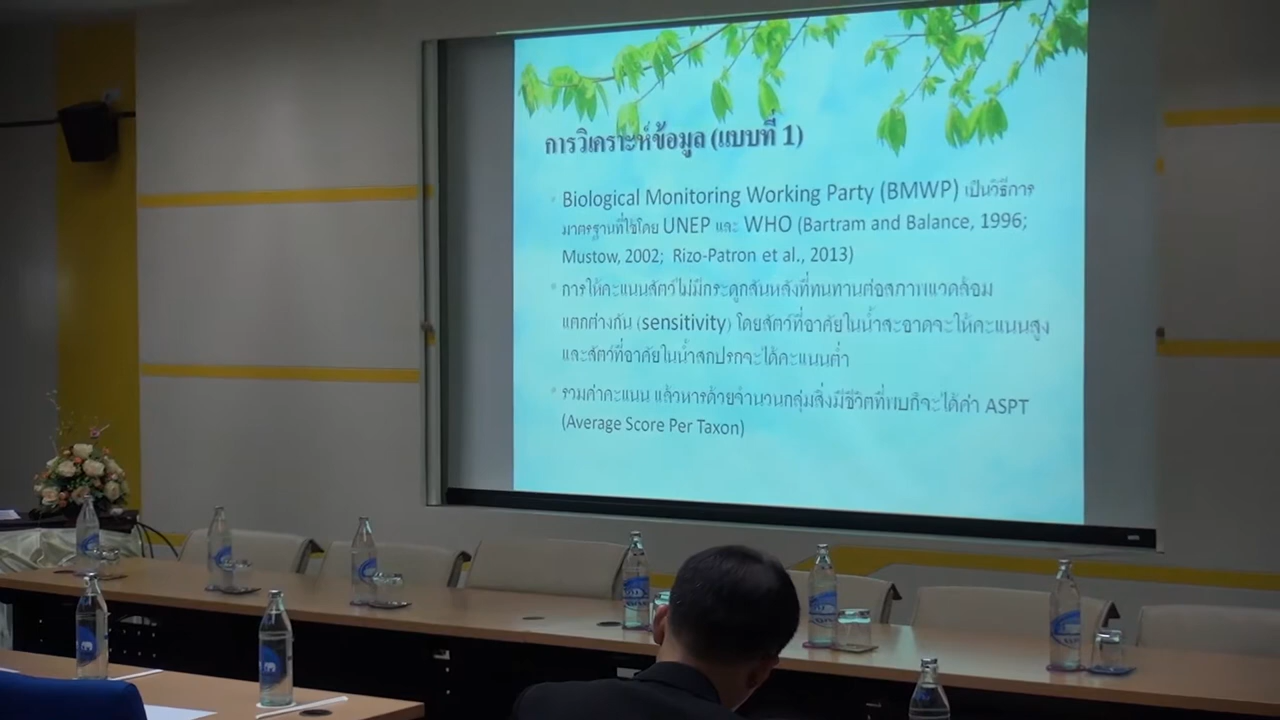 การวิเคราะห์ข้อมูล (แบบที่ 1)
Biological Monitoring Working Party (BMWP) เป็นวิธีการ
มาตรฐานที่ใช้โดย UNEP และ WHO (Bartram and Balance, 1996;
Mustow, 2002; Rizo-Patron et al., 2013)
การให้คะแนนสัตว์ไม่มีกระดูกสันหลังที่ทนทานต่อสภาพแวดล้อม
แตกต่างกัน (sensitivity) โดยสัตว์ที่อาศัยในน้ำสะอาดจะให้คะแนนสูง
และสัตว์ที่อาศัยในน้ำสกปรกจะได้คะแนนต่ำ
รวมค่าคะแนน แล้วหารด้วยจำนวนกลุ่มสิ่งมีชีวิตที่พบก็จะได้ค่า ASPT
(Average Score Per Taxon)